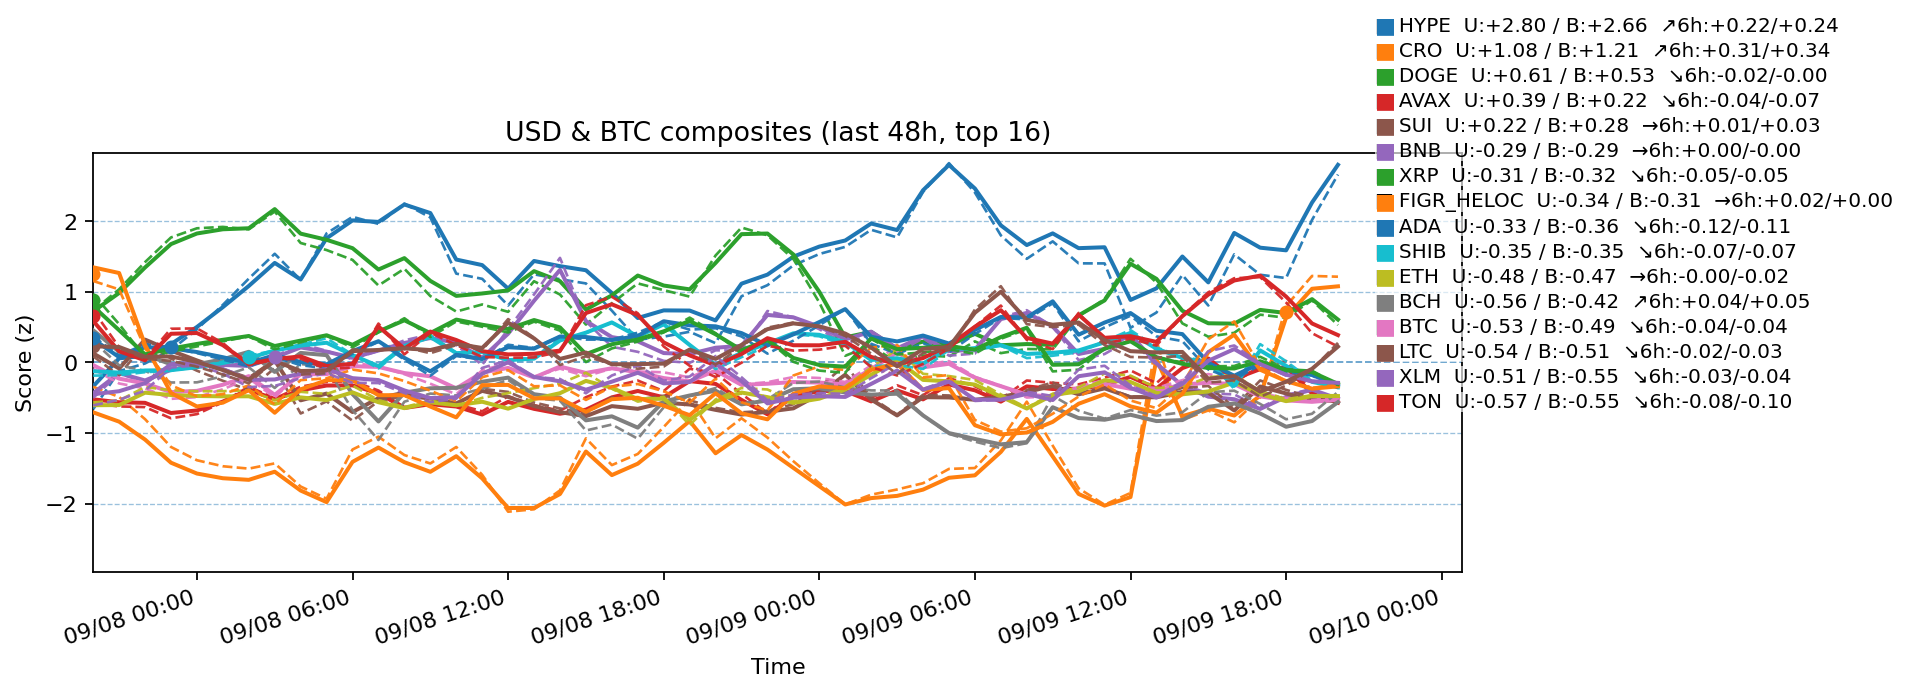 USD & BTC composites (last 48h, top 16)
HYPE U:+2.80 / B:+2.66 ↗6h:+0.22/+0.24
CRO U:+1.08 / B:+1.21 ↗6h:+0.31/+0.34
DOGE U:+0.61 / B:+0.53 ↘6h:-0.02/-0.00
AVAX U:+0.39 / B:+0.22 ↘6h:-0.04/-0.07
SUI U:+0.22 / B:+0.28 →6h:+0.01/+0.03
BNB U:-0.29 / B:-0.29 →6h:+0.00/-0.00
XRP U:-0.31 / B:-0.32 ↘6h:-0.05/-0.05
FIGR_HELOC U:-0.34 / B:-0.31 →6h:+0.02/+0.00
ADA U:-0.33 / B:-0.36 ↘6h:-0.12/-0.11
SHIB U:-0.35 / B:-0.35 ↘6h:-0.07/-0.07
ETH U:-0.48 / B:-0.47 →6h:-0.00/-0.02
BCH U:-0.56 / B:-0.42 ↗6h:+0.04/+0.05
BTC U:-0.53 / B:-0.49 ↘6h:-0.04/-0.04
LTC U:-0.54 / B:-0.51 ↘6h:-0.02/-0.03
XLM U:-0.51 / B:-0.55 ↘6h:-0.03/-0.04
TON U:-0.57 / B:-0.55 ↘6h:-0.08/-0.10
Score (z)
2
1
0
−1
−2
09/08 00:00
09/08 06:00
09/08 12:00
09/08 18:00
09/09 00:00
09/09 06:00
09/09 12:00
09/09 18:00
09/10 00:00
Time